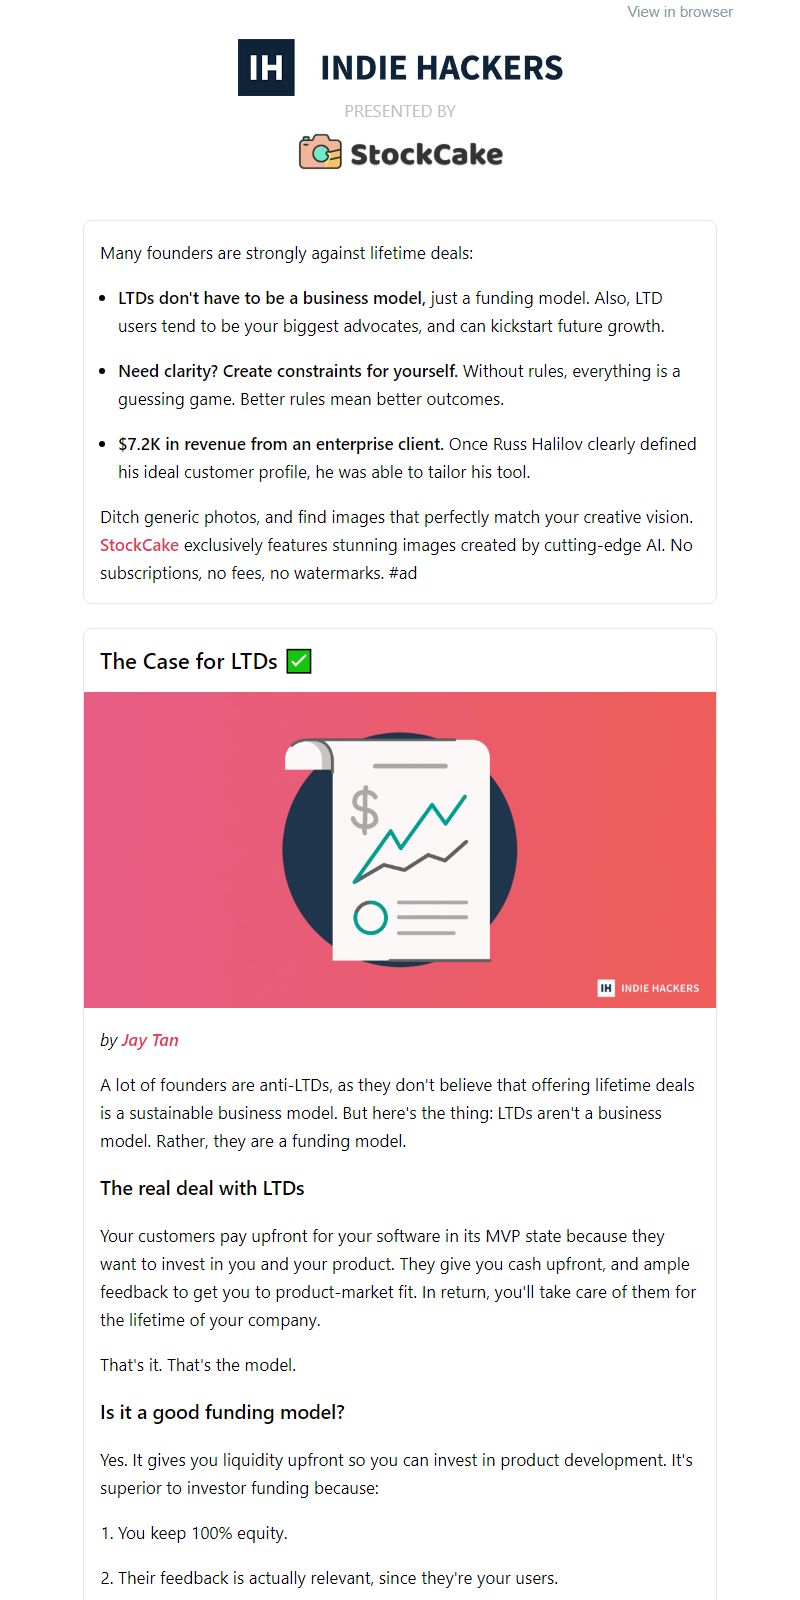 View in browser
IH INDIE HACKERS
PRESENTED BY
StockCake
Many founders are strongly against lifetime deals:
• LTDs don't have to be a business model, just a funding model. Also, LTD
users tend to be your biggest advocates, and can kickstart future growth.
• Need clarity? Create constraints for yourself. Without rules, everything is a
guessing game. Better rules mean better outcomes.
• $7.2K in revenue from an enterprise client. Once Russ Halilov clearly defined
his ideal customer profile, he was able to tailor his tool.
Ditch generic photos, and find images that perfectly match your creative vision.
StockCake exclusively features stunning images created by cutting-edge AI. No
subscriptions, no fees, no watermarks. #ad
The Case for LTDs ✅
$
IH INDIE HACKERS
by Jay Tan
A lot of founders are anti-LTDs, as they don't believe that offering lifetime deals
is a sustainable business model. But here's the thing: LTDs aren't a business
model. Rather, they are a funding model.
The real deal with LTDs
Your customers pay upfront for your software in its MVP state because they
want to invest in you and your product. They give you cash upfront, and ample
feedback to get you to product-market fit. In return, you'll take care of them for
the lifetime of your company.
That's it. That's the model.
Is it a good funding model?
Yes. It gives you liquidity upfront so you can invest in product development. It's
superior to investor funding because:
1. You keep 100% equity.
2. Their feedback is actually relevant, since they're your users.